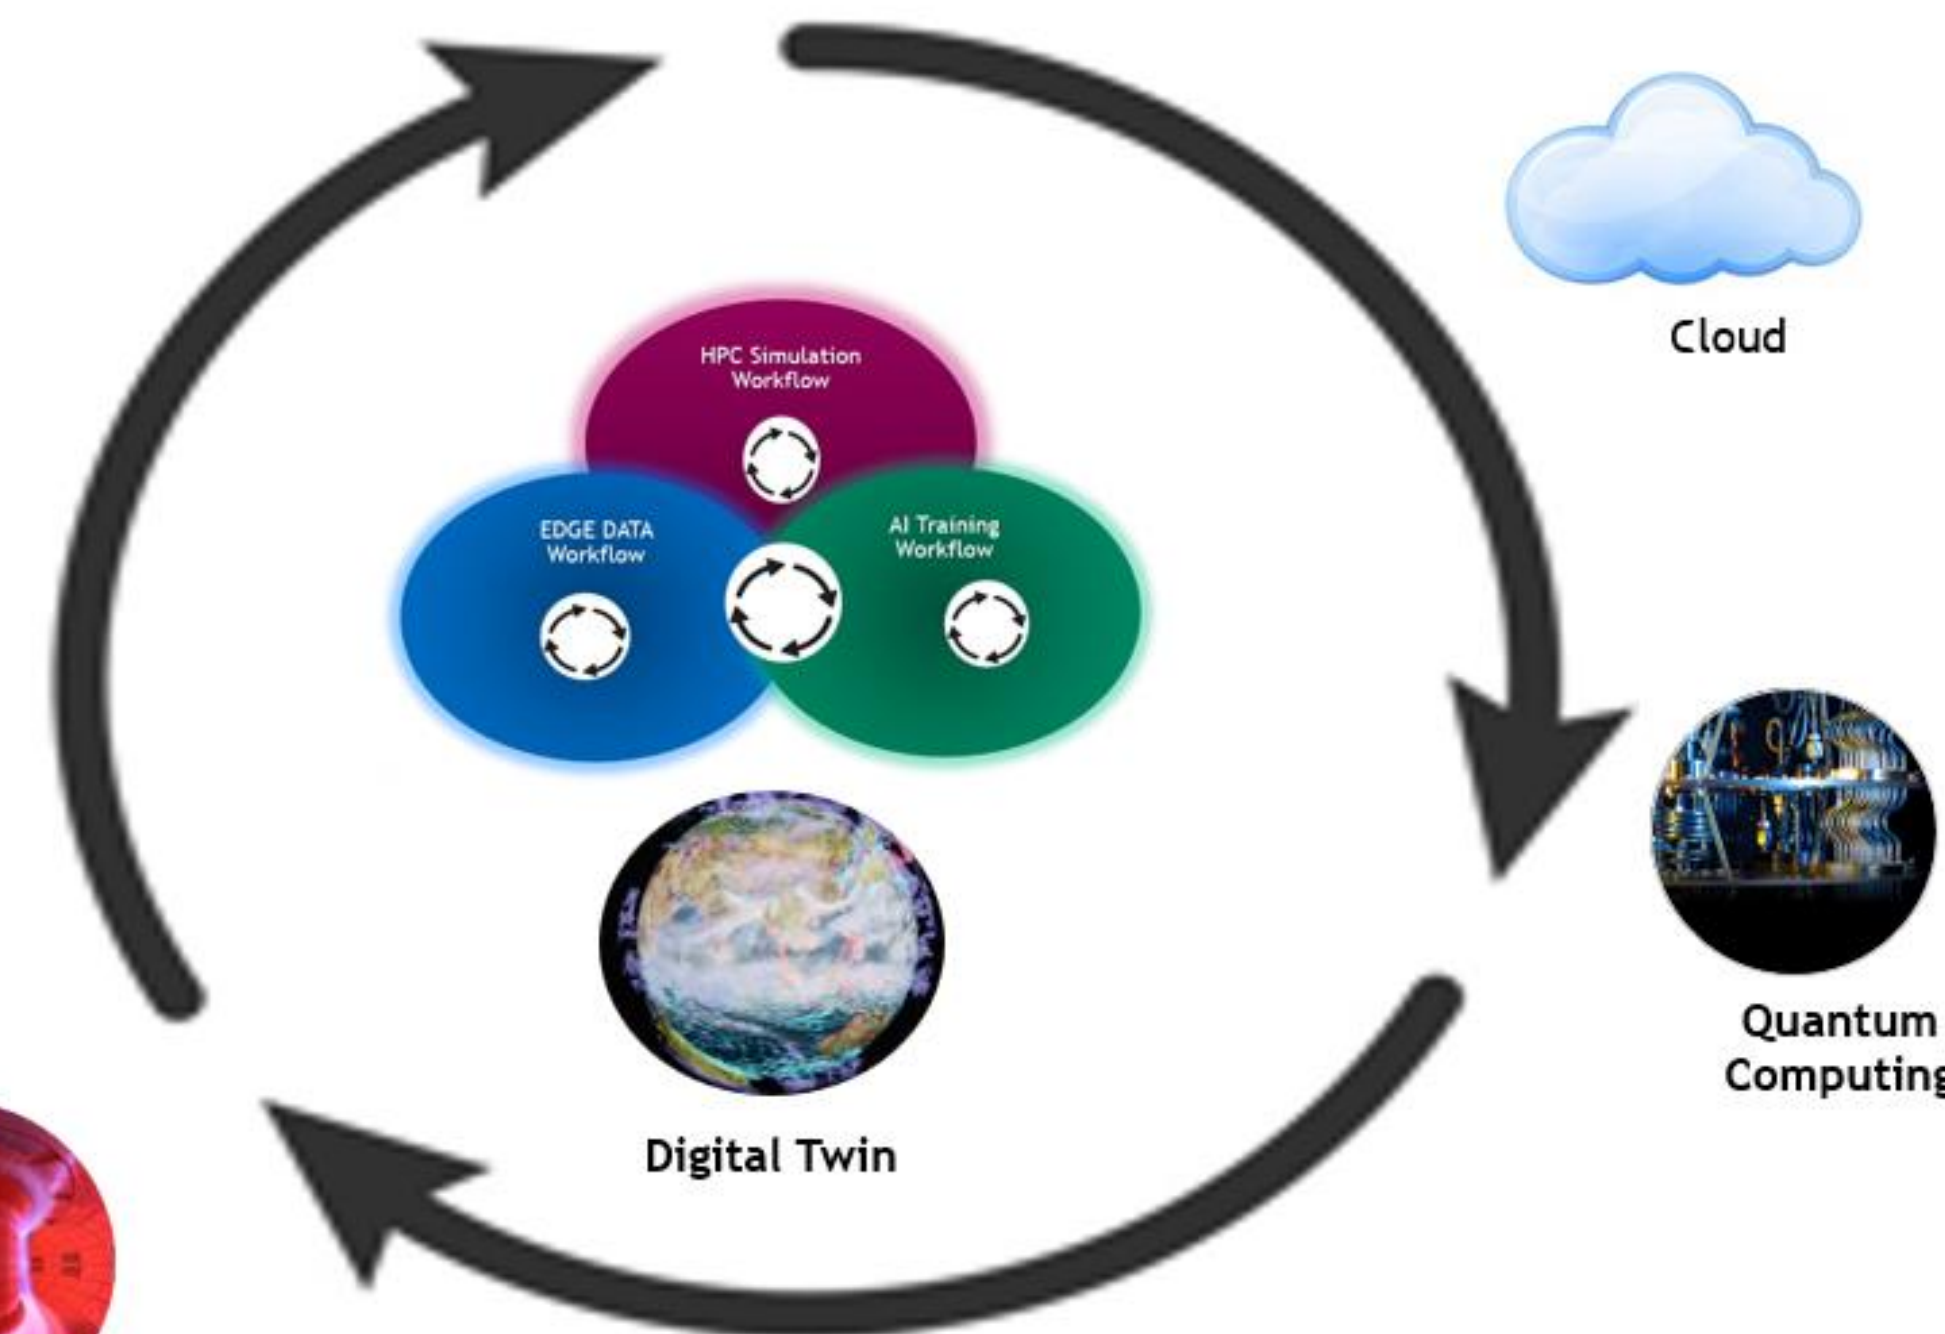 Cloud
HPC Simulation
Workflow
EDGE DATA
Workflow
AI Training
Workflow
Quantum
Computing
Digital Twin